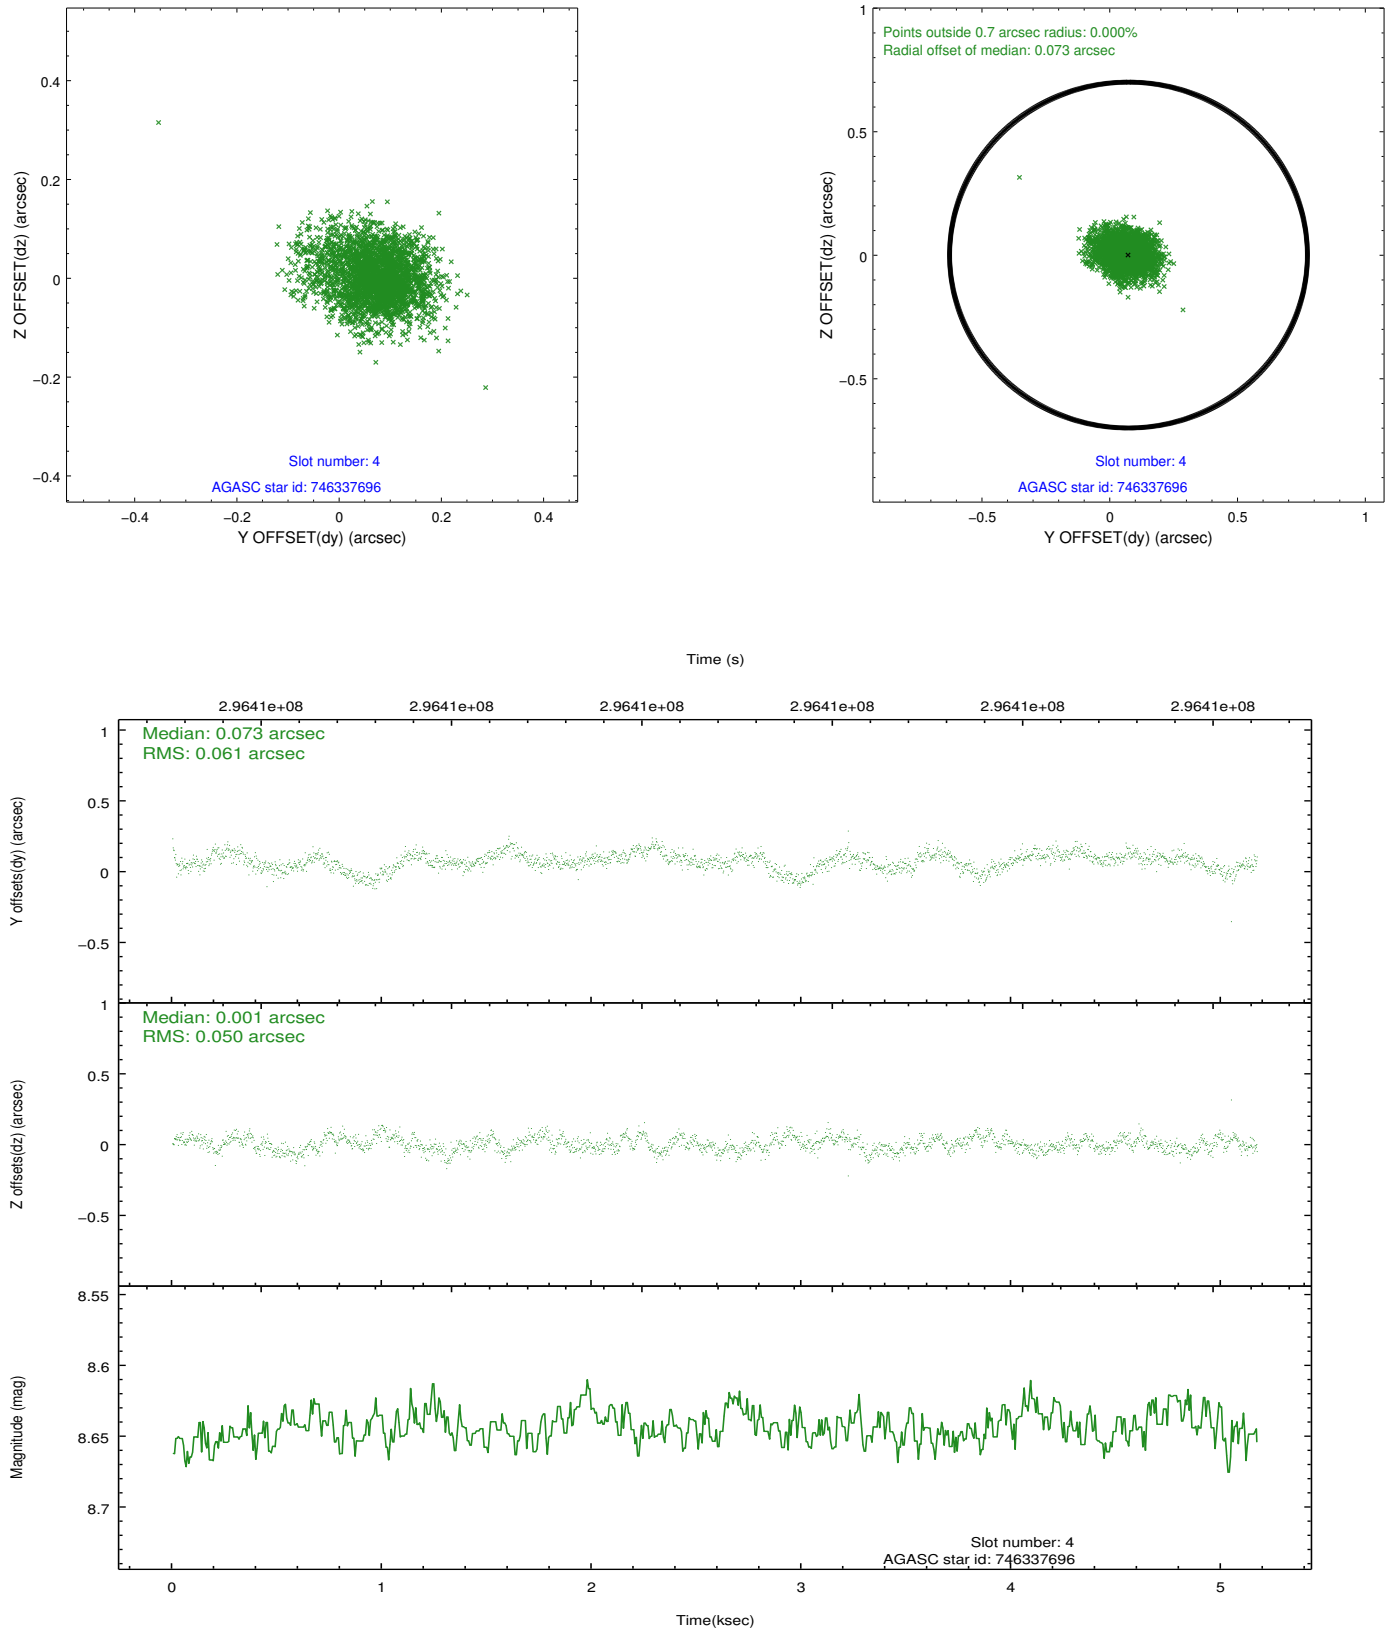 0.4
0.2
0
−0.2
−0.4
Z OFFSET(dz) (arcsec)
Slot number: 4
AGASC star id: 746337696
−0.4 −0.2 0 0.2 0.4
Y OFFSET(dy) (arcsec)
1
0.5
0
−0.5
Z OFFSET(dz) (arcsec)
Points outside 0.7 arcsec radius: 0.000%
Radial offset of median: 0.073 arcsec
Slot number: 4
AGASC star id: 746337696
−0.5 0 0.5 1
Y OFFSET(dy) (arcsec)
Time (s)
2.9641e+08 2.9641e+08 2.9641e+08 2.9641e+08 2.9641e+08 2.9641e+08
Median: 0.073 arcsec
RMS: 0.061 arcsec
1
0.5
0
−0.5
Y offsets(dy) (arcsec)
Median: 0.001 arcsec
RMS: 0.050 arcsec
1
0.5
0
−0.5
Z offsets(dz) (arcsec)
8.55
8.6
8.65
8.7
Magnitude (mag)
Slot number: 4
AGASC star id: 746337696
0 1 2 3 4 5
Time(ksec)